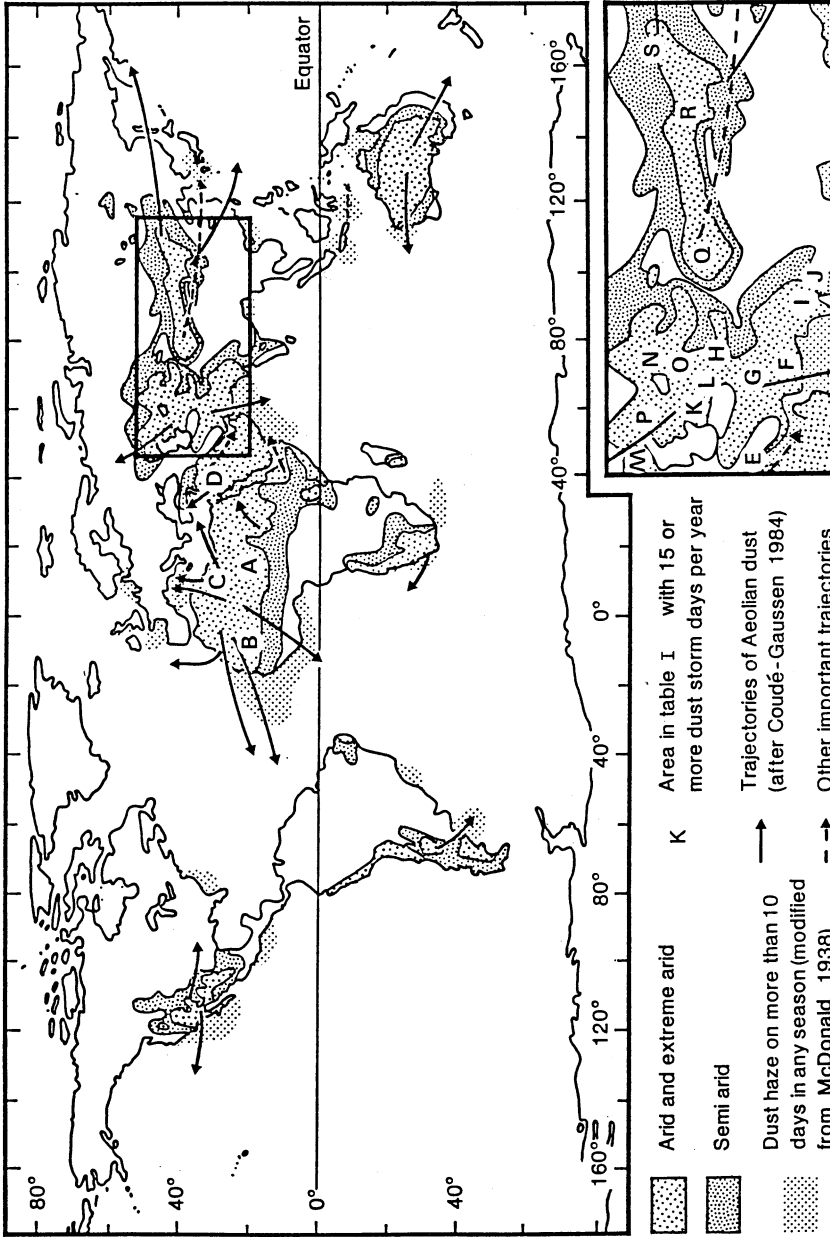 80°
40°
0°
40°
Equator
C
D
B
A
160°
120°
80°
40°
0°
40°
80°
120°
160°
M
P
N
S
O
R
K
Q
L
H
E
G
F
I
J
Arid and extreme arid
Semi arid
Dust haze on more than 10
days in any season (modified
from McDonald 1938)
K
Area in table I with 15 or
more dust storm days per year
Trajectories of Aeolian dust
(after Coudé-Gaussen 1984)
Other important trajectories